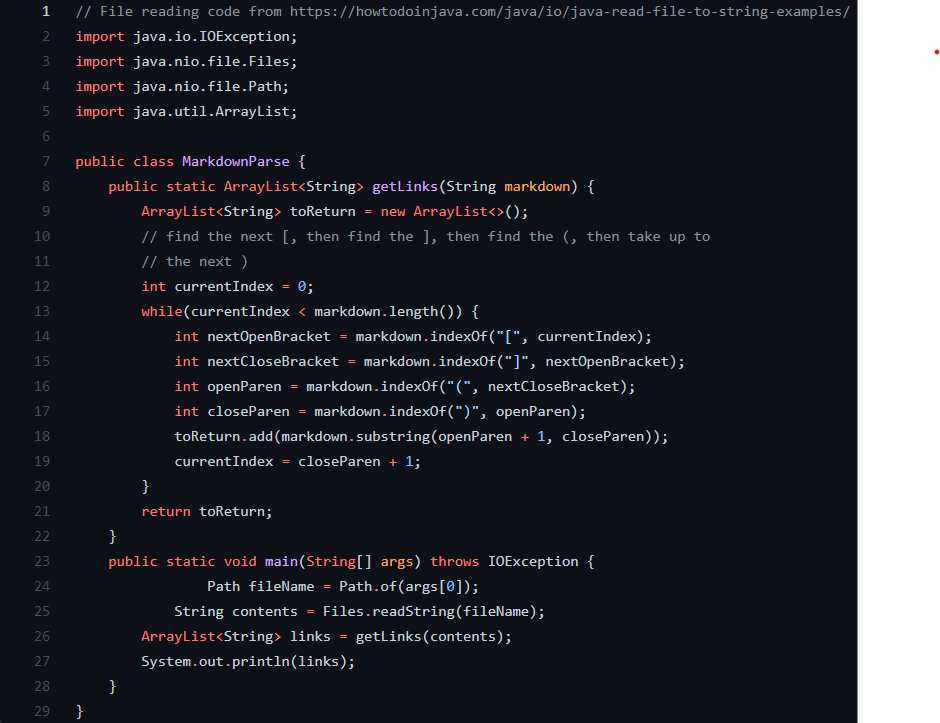 1 // File reading code from https://howtodoinjava.com/java/io/java-read-file-to-string-examples/
2 import java.io.IOException;
3 import java.nio.file.Files;
4 import java.nio.file.Path;
5 import java.util.ArrayList;
6
7 public class MarkdownParse {
8     public static ArrayList<String> getLinks(String markdown) {
9         ArrayList<String> toReturn = new ArrayList<>();
10         // find the next [, then find the ], then find the (, then take up to
11         // the next )
12         int currentIndex = 0;
13         while(currentIndex < markdown.length()) {
14             int nextOpenBracket = markdown.indexOf("[", currentIndex);
15             int nextCloseBracket = markdown.indexOf("]", nextOpenBracket);
16             int openParen = markdown.indexOf("(", nextCloseBracket);
17             int closeParen = markdown.indexOf(")", openParen);
18             toReturn.add(markdown.substring(openParen + 1, closeParen));
19             currentIndex = closeParen + 1;
20         }
21         return toReturn;
22     }
23     public static void main(String[] args) throws IOException {
24                 Path fileName = Path.of(args[0]);
25             String contents = Files.readString(fileName);
26         ArrayList<String> links = getLinks(contents);
27         System.out.println(links);
28     }
29 }